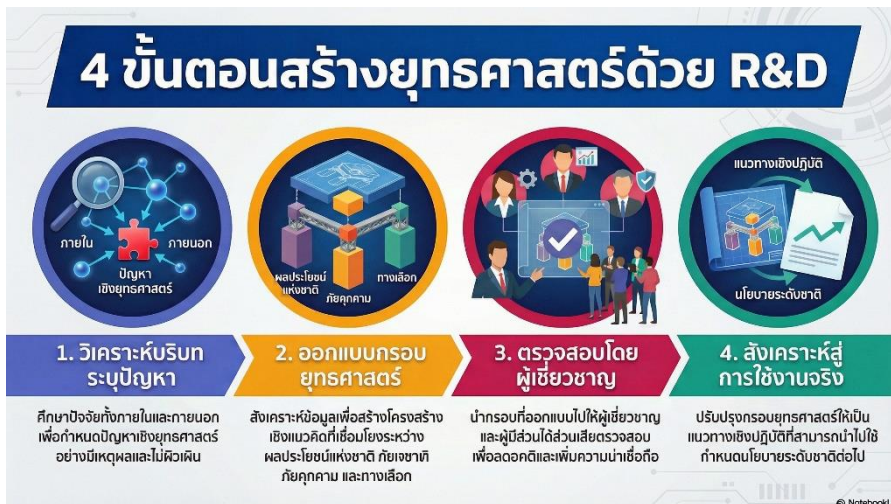 4 ขั้นตอนสร้างยุทธศาสตร์ด้วย R&D
ภายใน
ภายนอก
ปัญหา
เชิงยุทธศาสตร์
ผลประโยชน์
แห่งชาติ
ภัยคุกคาม
ทางเลือก
แนวทางเชิงปฏิบัติ
นโยบายระดับชาติ
1. วิเคราะห์บริบท
ระบุปัญหา
2. ออกแบบกรอบ
ยุทธศาสตร์
3. ตรวจสอบโดย
ผู้เชี่ยวชาญ
4. สังเคราะห์สู่
การใช้งานจริง
ศึกษาปัจจัยทั้งภายในและภายนอก
เพื่อกำหนดปัญหาเชิงยุทธศาสตร์
อย่างมีเหตุผลและไม่ผิวเผิน
สังเคราะห์ข้อมูลเพื่อสร้างโครงสร้าง
เชิงแนวคิดที่เชื่อมโยงระหว่าง
ผลประโยชน์แห่งชาติ
ภัยคุกคาม และทางเลือก
นำกรอบที่ออกแบบไปให้ผู้เชี่ยวชาญ
และผู้มีส่วนได้ส่วนเสียตรวจสอบ
เพื่อลดอคติและเพิ่มความน่าเชื่อถือ
ปรับปรุงกรอบยุทธศาสตร์ให้เป็น
แนวทางเชิงปฏิบัติที่สามารถนำไปใช้
กำหนดนโยบายระดับชาติต่อไป